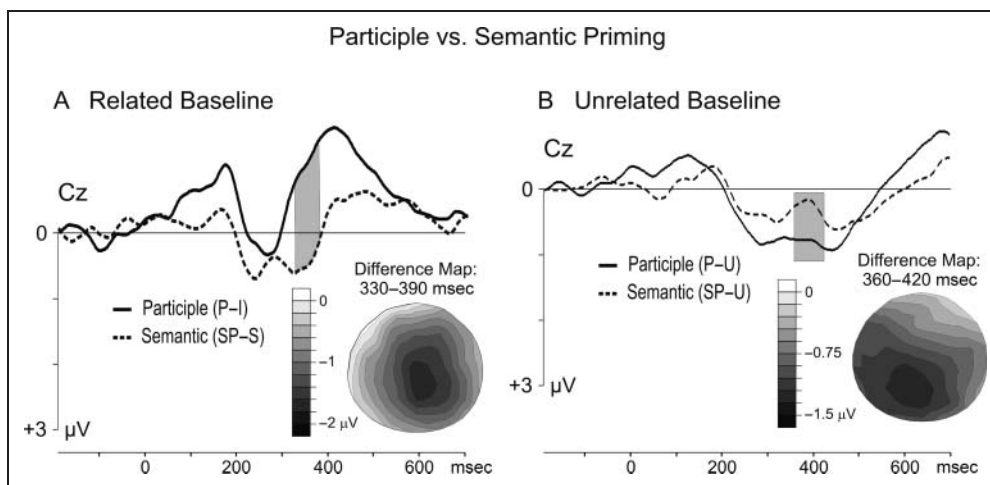 Participle vs. Semantic Priming
A Related Baseline
Cz
0
Participle (P–I)
Semantic (SP–S)
+3 μV
0
–1
–2 μV
Difference Map:
330–390 msec
0 200 400 600 msec
B Unrelated Baseline
Cz
0
Participle (P–U)
Semantic (SP–U)
+3 μV
0
–0.75
–1.5 μV
Difference Map:
360–420 msec
0 200 400 600 msec